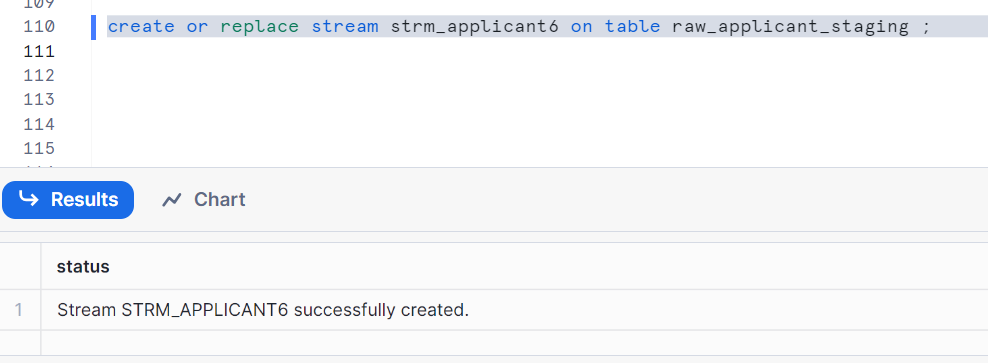 109
110 create or replace stream strm_applicant6 on table raw_applicant_staging ;
111
112
113
114
115
Results Chart
status
1 Stream STRM_APPLICANT6 successfully created.